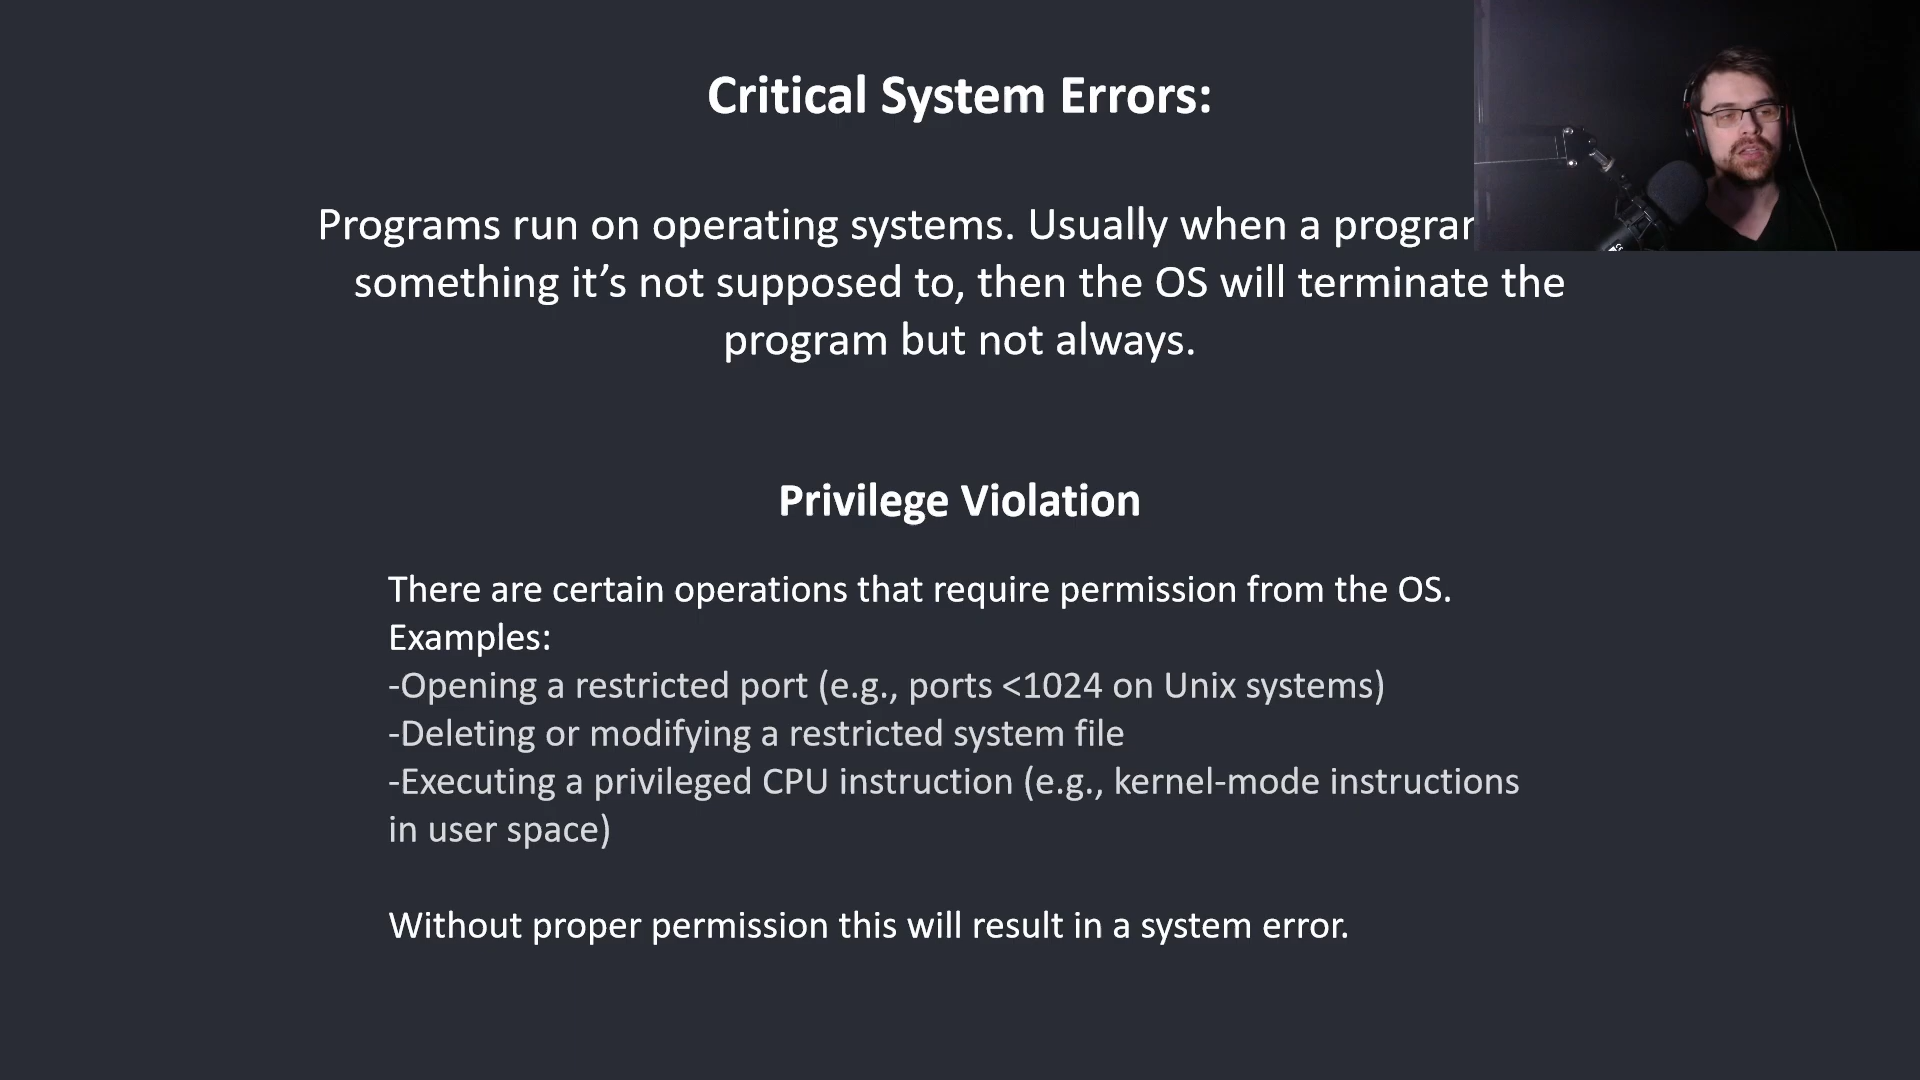 Critical System Errors:
Programs run on operating systems. Usually when a
something it’s not supposed to, then the OS will terminate the
program but not always.
Privilege Violation
There are certain operations that require permission from the OS.
Examples:
-Opening a restricted port (e.g., ports <1024 on Unix systems)
-Deleting or modifying a restricted system file
-Executing a privileged CPU instruction (e.g., kernel-mode instructions
in user space)
Without proper permission this will result in a system error.